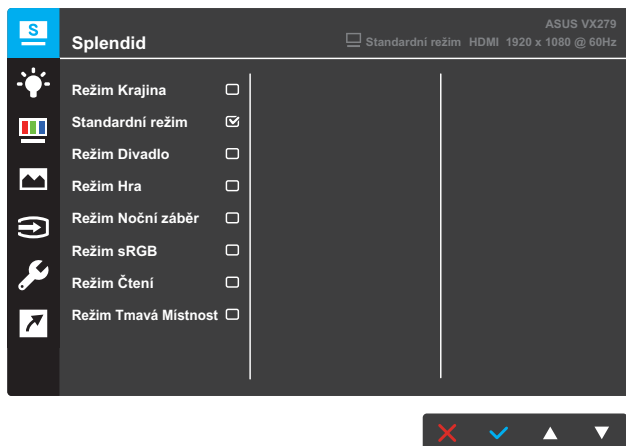 S
ASUS VX279
Splendid
Standardní režim HDMI 1920 x 1080 @ 60Hz
Režim Krajina
Standardní režim
Režim Divadlo
Režim Hra
Režim Noční záběr
Režim sRGB
Režim Čtení
Režim Tmavá Místnost